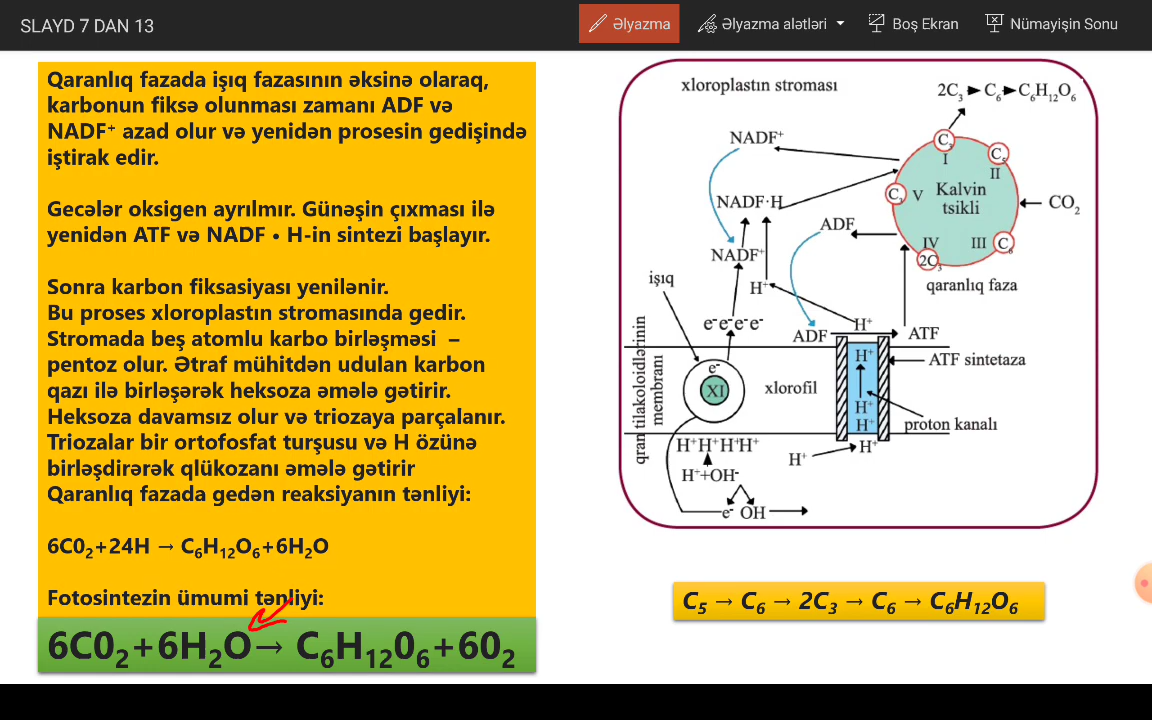 SLAYD 7 DAN 13
Əlyazma
Əlyazma alətləri
Boş Ekran
Nümayişin Sonu
Qaranlıq fazada işıq fazasının əksinə olaraq,
karbonun fiksə olunması zamanı ADF və
NADF⁺ azad olur və yenidən prosesin gedişində
iştirak edir.
Gecələr oksigen ayrılmır. Günəşin çıxması ilə
yenidən ATF və NADF • H-in sintezi başlayır.
Sonra karbon fiksasiyası yenilənir.
Bu proses xloroplastın stromasında gedir.
Stromada beş atomlu karbo birləşməsi –
pentoz olur. Ətraf mühitdən udulan karbon
qazı ilə birləşərək heksoza əmələ gətirir.
Heksoza davamsız olur və triozaya parçalanır.
Triozalar bir ortofosfat turşusu və H özünə
birləşdirərək qlükozanı əmələ gətirir
Qaranlıq fazada gedən reaksiyanın tənliyi:
6C0₂+24H → C₆H₁₂O₆+6H₂O
Fotosintezin ümumi tənliyi:
6C0₂+6H₂O→ C₆H₁₂0₆+60₂
xloroplastın stroması
2C₃ C₆ C₆H₁₂O₆
NADF⁺
C₃
I
C₅
II
NADF·H
C₃ V
Kalvin
tsikli
CO₂
ADF
IV
2C₃
III C₆
NADF⁺
qaranlıq faza
işıq
H⁺
e⁻e⁻e⁻e⁻
ADF
H⁺
ATF
qran tilakoloidlərinin
membranı
e⁻
XI
xlorofil
H⁺
H⁺
H⁺
ATF sintetaza
proton kanalı
H⁺H⁺H⁺H⁺
H⁺
H⁺
H⁺+OH⁻
e⁻ OH
C₅ → C₆ → 2C₃ → C₆ → C₆H₁₂O₆